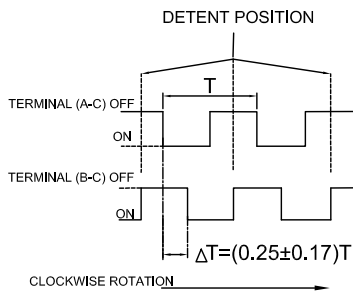 DETENT POSITION
T
TERMINAL (A-C) OFF
ON
TERMINAL (B-C) OFF
ON
ΔT=(0.25±0.17)T
CLOCKWISE ROTATION